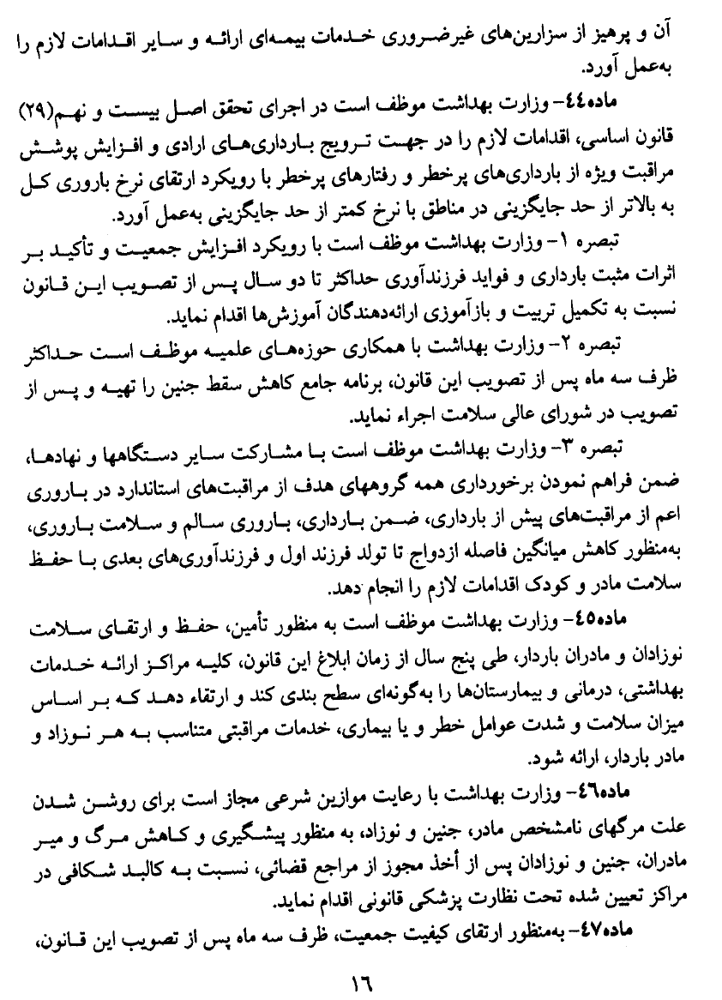 آن و پرهیز از سزارین‌های غیرضروری خدمات بیمه‌ای ارائه و سایر اقدامات لازم را
به‌عمل آورد.
ماده۴۴- وزارت بهداشت موظف است در اجرای تحقق اصل بیست و نهم(۲۹)
قانون اساسی، اقدامات لازم را در جهت ترویج بارداری‌های ارادی و افزایش پوشش
مراقبت ویژه از بارداری‌های پرخطر و رفتارهای پرخطر با رویکرد ارتقای نرخ باروری کل
به بالاتر از حد جایگزینی در مناطق با نرخ کمتر از حد جایگزینی به‌عمل آورد.
تبصره ۱- وزارت بهداشت موظف است با رویکرد افزایش جمعیت و تأکید بر
اثرات مثبت بارداری و فواید فرزندآوری حداکثر تا دو سال پس از تصویب این قانون
نسبت به تکمیل تربیت و بازآموزی ارائه‌دهندگان آموزش‌ها اقدام نماید.
تبصره ۲- وزارت بهداشت با همکاری حوزه‌های علمیه موظف است حداکثر
ظرف سه ماه پس از تصویب این قانون، برنامه جامع کاهش سقط جنین را تهیه و پس از
تصویب در شورای عالی سلامت اجراء نماید.
تبصره ۳- وزارت بهداشت موظف است با مشارکت سایر دستگاهها و نهادها،
ضمن فراهم نمودن برخورداری همه گروههای هدف از مراقبت‌های استاندارد در باروری
اعم از مراقبت‌های پیش از بارداری، ضمن بارداری، باروری سالم و سلامت باروری،
به‌منظور کاهش میانگین فاصله ازدواج تا تولد فرزند اول و فرزندآوری‌های بعدی با حفظ
سلامت مادر و کودک اقدامات لازم را انجام دهد.
ماده۴۵- وزارت بهداشت موظف است به منظور تأمین، حفظ و ارتقای سلامت
نوزادان و مادران باردار، طی پنج سال از زمان ابلاغ این قانون، کلیه مراکز ارائه خدمات
بهداشتی، درمانی و بیمارستان‌ها را به‌گونه‌ای سطح بندی کند و ارتقاء دهد که بر اساس
میزان سلامت و شدت عوامل خطر و یا بیماری، خدمات مراقبتی متناسب به هر نوزاد و
مادر باردار، ارائه شود.
ماده۴۶- وزارت بهداشت با رعایت موازین شرعی مجاز است برای روشن شدن
علت مرگهای نامشخص مادر، جنین و نوزاد، به منظور پیشگیری و کاهش مرگ و میر
مادران، جنین و نوزادان پس از أخذ مجوز از مراجع قضائی، نسبت به کالبد شکافی در
مراکز تعیین شده تحت نظارت پزشکی قانونی اقدام نماید.
ماده۴۷- به‌منظور ارتقای کیفیت جمعیت، ظرف سه ماه پس از تصویب این قانون،
۱۶